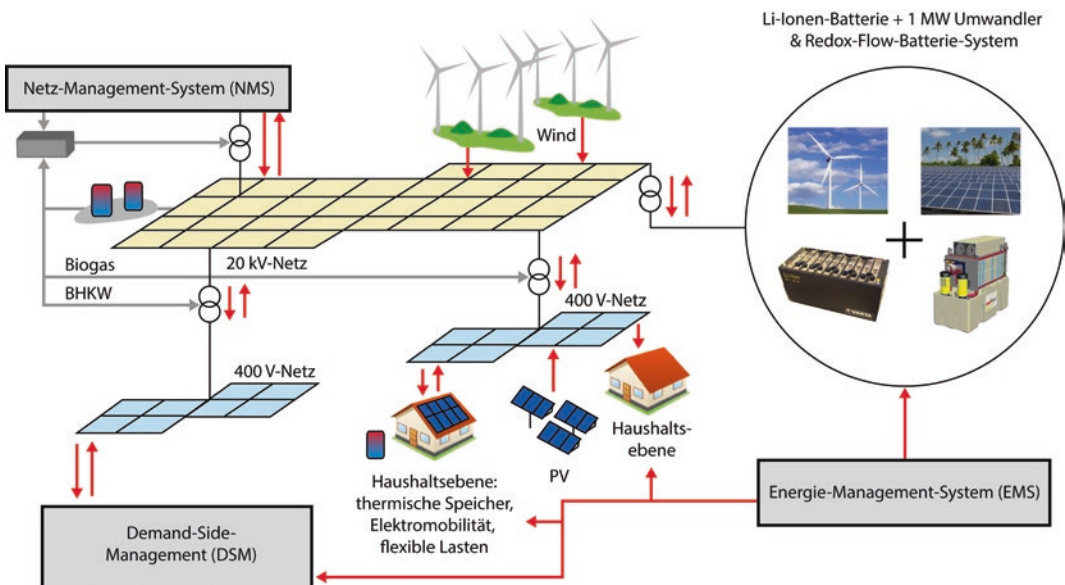 Li-Ionen-Batterie + 1 MW Umwandler
& Redox-Flow-Batterie-System
Netz-Management-System (NMS)
Wind
Biogas
20 kV-Netz
BHKW
400 V-Netz
400 V-Netz
VARTA
Haushalts-
ebene
PV
Haushaltsebene:
thermische Speicher,
Elektromobilität,
flexible Lasten
Energie-Management-System (EMS)
Demand-Side-
Management (DSM)